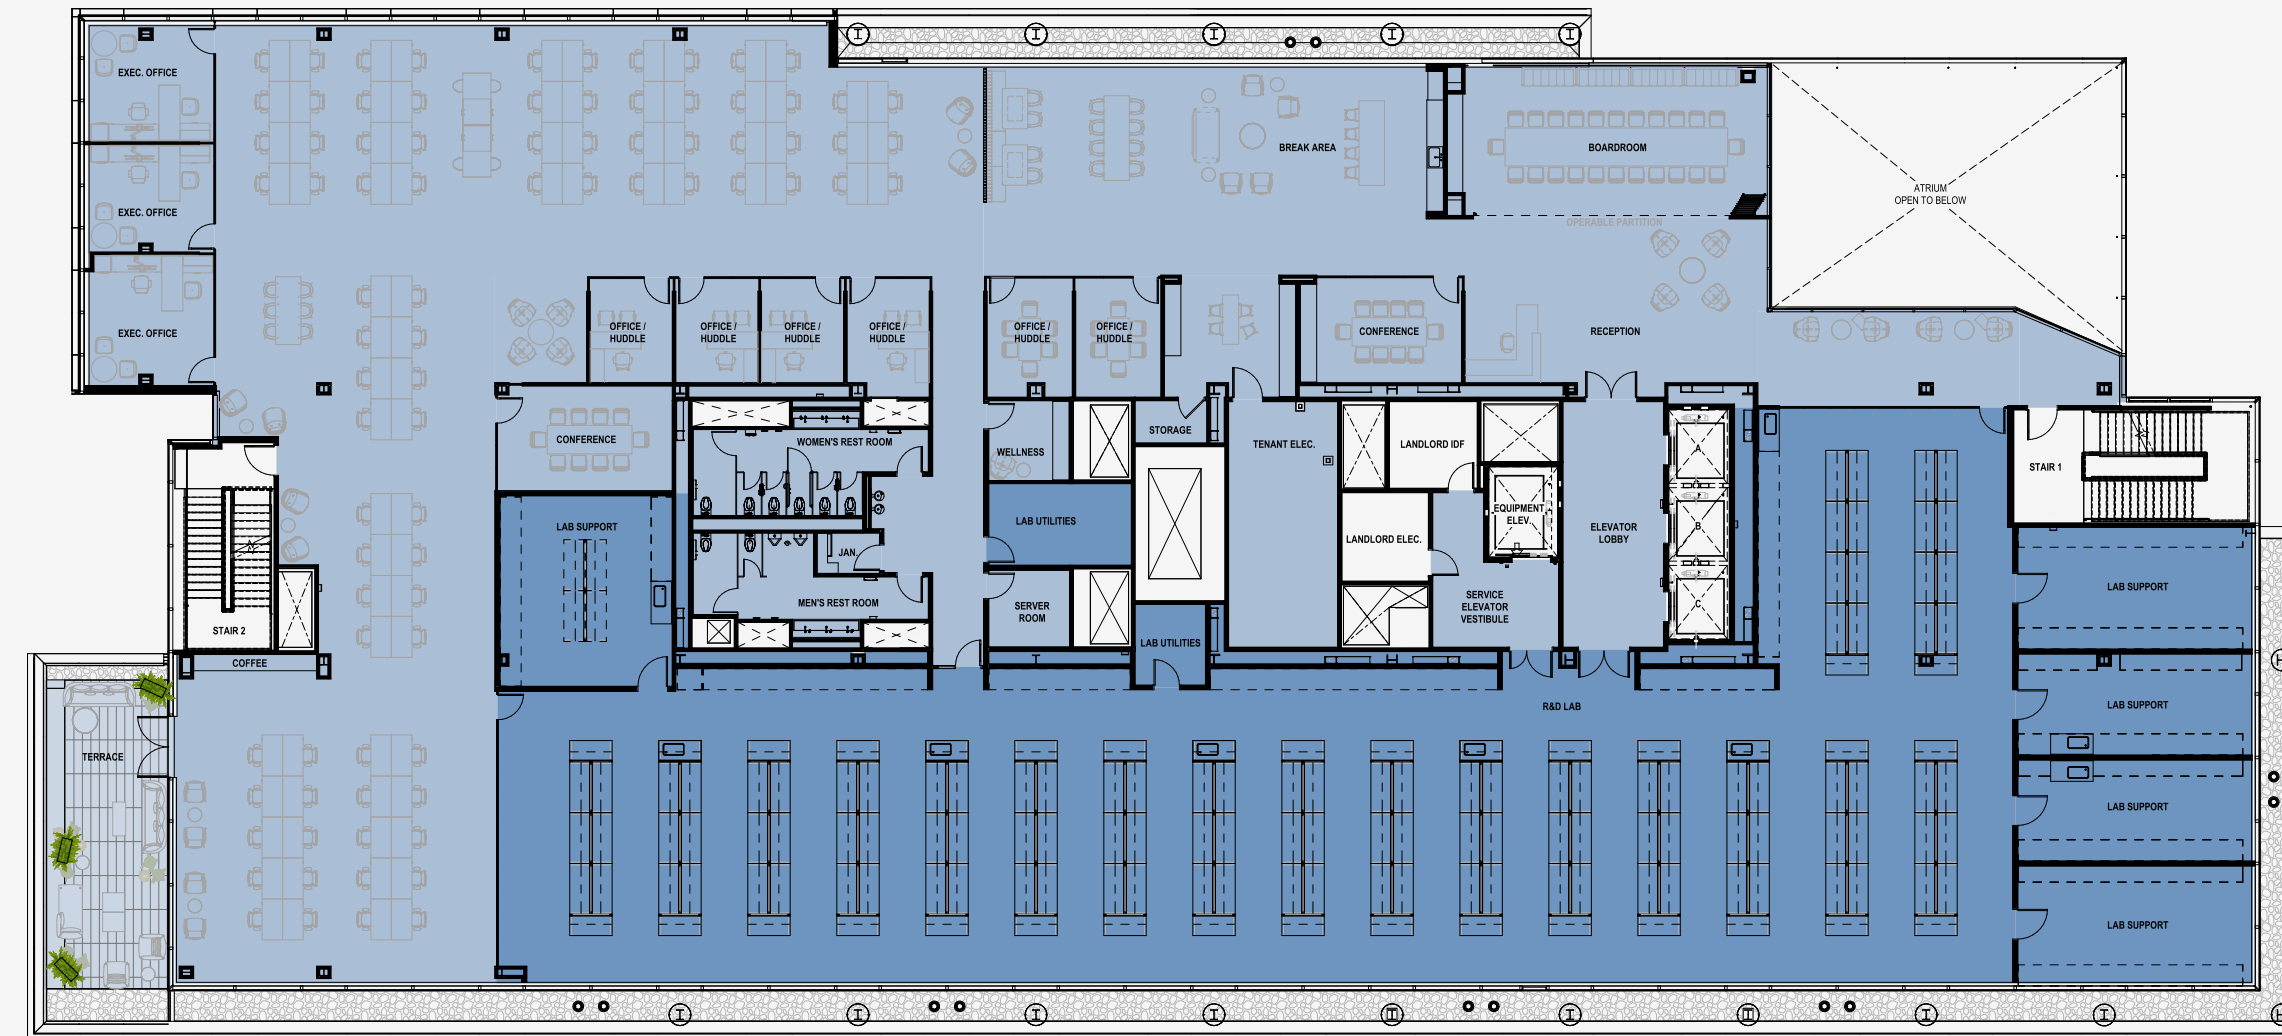 EXEC. OFFICE
BREAK AREA
BOARDROOM
ATRIUM
OPEN TO BELOW
EXEC. OFFICE
OPERABLE PARTITION
EXEC. OFFICE
OFFICE /
HUDDLE
OFFICE /
HUDDLE
OFFICE /
HUDDLE
OFFICE /
HUDDLE
OFFICE /
HUDDLE
OFFICE /
HUDDLE
CONFERENCE
RECEPTION
CONFERENCE
WOMEN'S REST ROOM
WELLNESS
STORAGE
TENANT ELEC.
LANDLORD IDF
A
STAIR 1
LAB SUPPORT
LAB UTILITIES
EQUIPMENT
ELEV.
ELEVATOR
LOBBY
B
JAN.
LANDLORD ELEC.
LAB SUPPORT
MEN'S REST ROOM
SERVER
ROOM
SERVICE
ELEVATOR
VESTIBULE
C
STAIR 2
LAB UTILITIES
COFFEE
R&D LAB
LAB SUPPORT
TERRACE
LAB SUPPORT
LAB SUPPORT